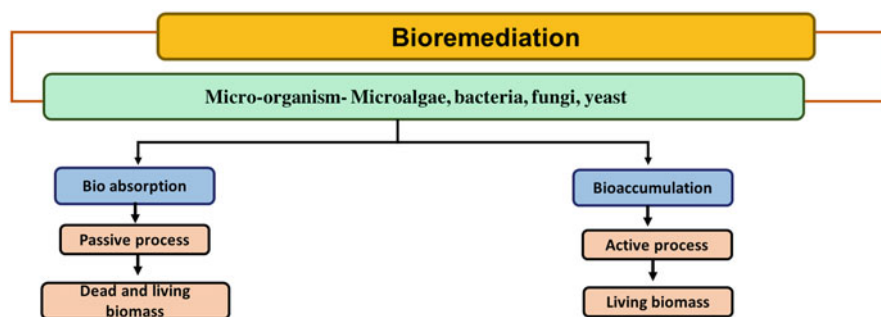 Bioremediation
Micro-organism- Microalgae, bacteria, fungi, yeast
Bio absorption
Bioaccumulation
Passive process
Active process
Dead and living
biomass
Living biomass